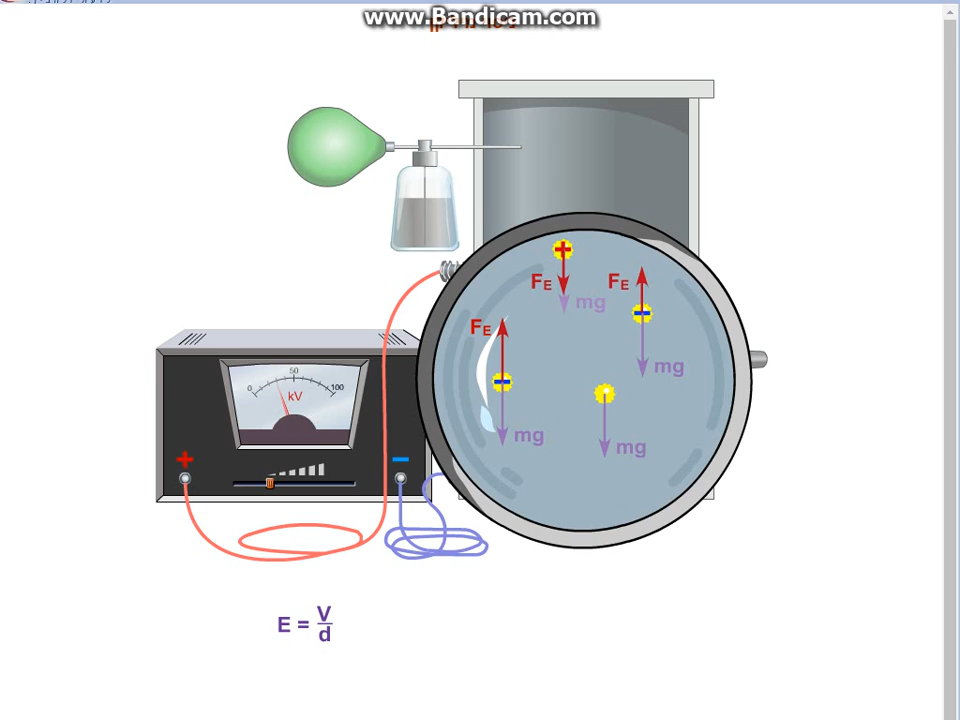 www.Bandicam.com
+
FE
mg
FE
FE
mg
mg
mg
0
50
100
kV
+
−
−
−
E = V/d